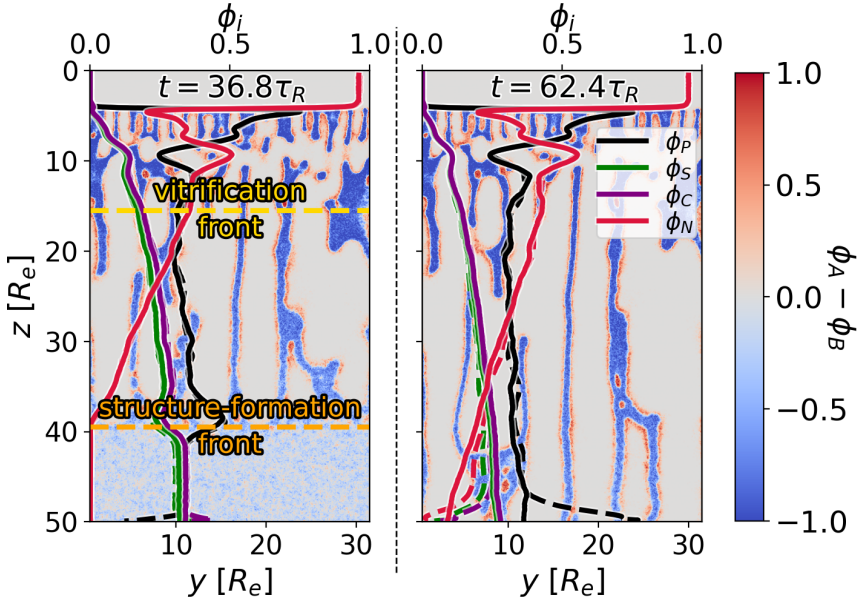 ϕi
ϕi
0.0 0.5 1.0
0.0 0.5 1.0
t = 36.8τR
t = 62.4τR
0
10
20
30
40
50
z [Re]
vitrification
front
structure-formation
front
ϕP
ϕS
ϕC
ϕN
10 20 30
10 20 30
y [Re]
y [Re]
1.0
0.5
0.0
−0.5
−1.0
ϕA − ϕB